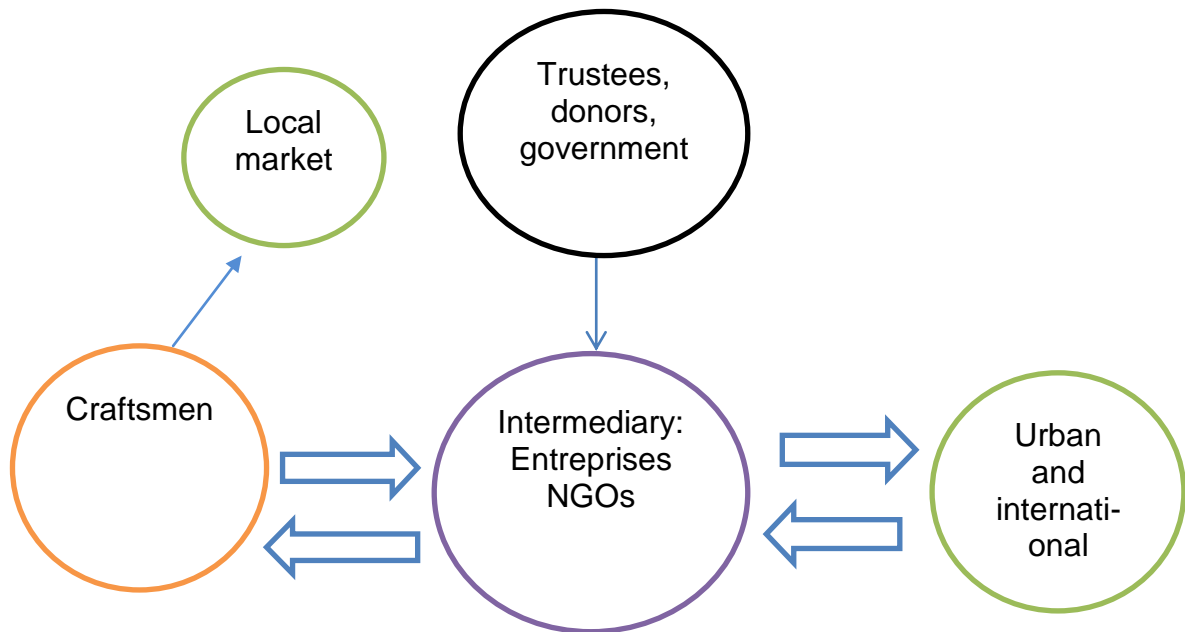 Local
market
Trustees,
donors,
government
Craftsmen
Intermediary:
Entreprises
NGOs
Urban
and
internati-
onal